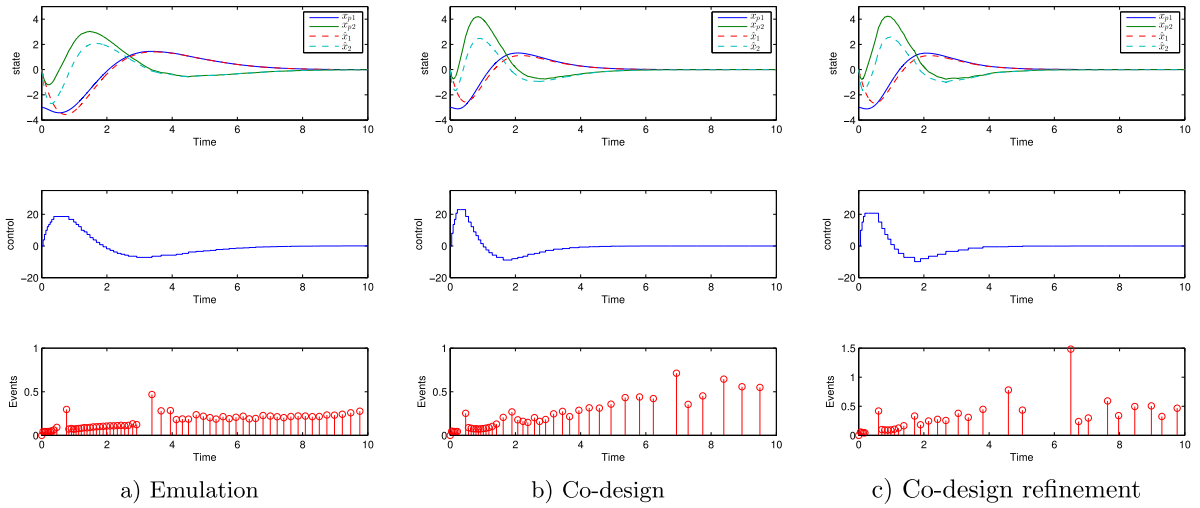 4
2
0
−2
−4
state
0
2
4
6
8
10
Time
x_{p1}
x_{p2}
x̂_1
x̂_2
4
2
0
−2
−4
state
0
2
4
6
8
10
Time
x_{p1}
x_{p2}
x̂_1
x̂_2
4
2
0
−2
−4
state
0
2
4
6
8
10
Time
x_{p1}
x_{p2}
x̂_1
x̂_2
20
0
−20
control
0
2
4
6
8
10
Time
20
0
−20
control
0
2
4
6
8
10
Time
20
0
−20
control
0
2
4
6
8
10
Time
1
0.5
0
Events
0
2
4
6
8
10
Time
1
0.5
0
Events
0
2
4
6
8
10
Time
1.5
1
0.5
0
Events
0
2
4
6
8
10
Time
a) Emulation
b) Co-design
c) Co-design refinement